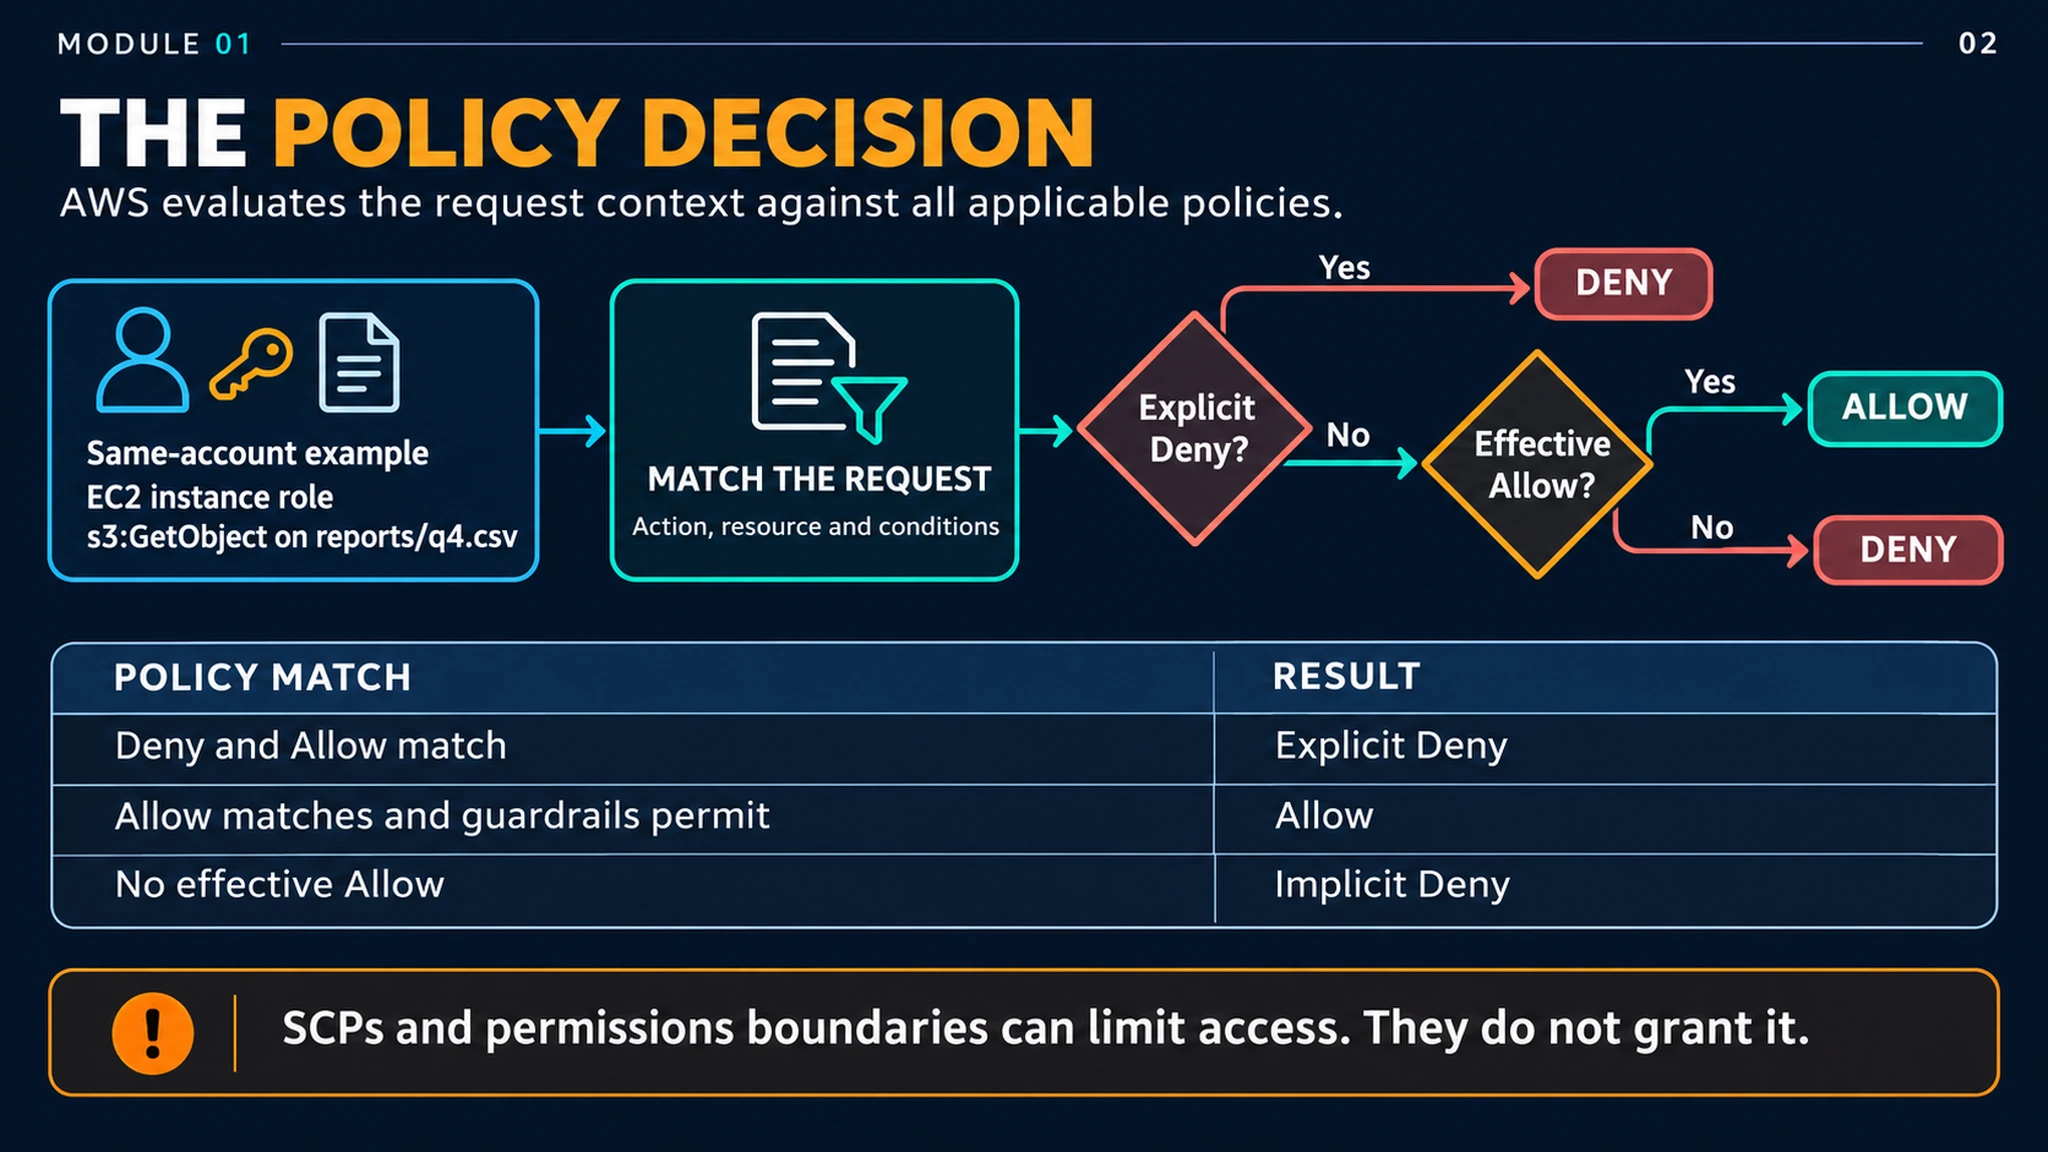 MODULE 01
02
THE POLICY DECISION
AWS evaluates the request context against all applicable policies.
Same-account example
EC2 instance role
s3:GetObject on reports/q4.csv
MATCH THE REQUEST
Action, resource and conditions
Explicit
Deny?
Yes
DENY
No
Effective
Allow?
Yes
ALLOW
No
DENY
POLICY MATCH
RESULT
Deny and Allow match
Explicit Deny
Allow matches and guardrails permit
Allow
No effective Allow
Implicit Deny
!
SCPs and permissions boundaries can limit access. They do not grant it.